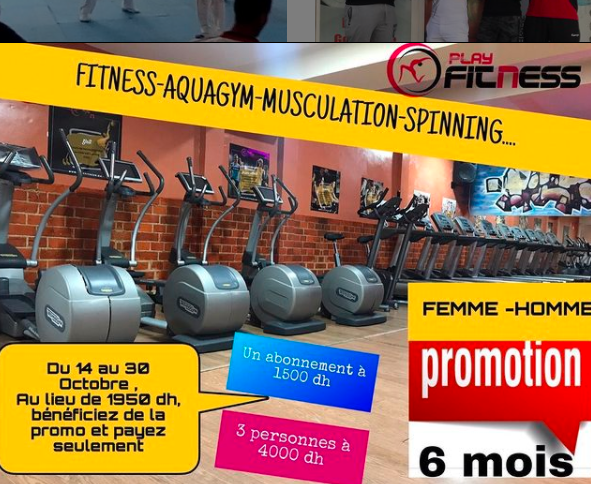 PLAY
FITNESS
FITNESS-AQUAGYM-MUSCULATION-SPINNING....
FEMME -HOMME
promotion
6 mois
Un abonnement à
1500 dh
3 personnes à
4000 dh
Du 14 au 30
Octobre ,
Au lieu de 1950 dh,
bénéficiez de la
promo et payez
seulement